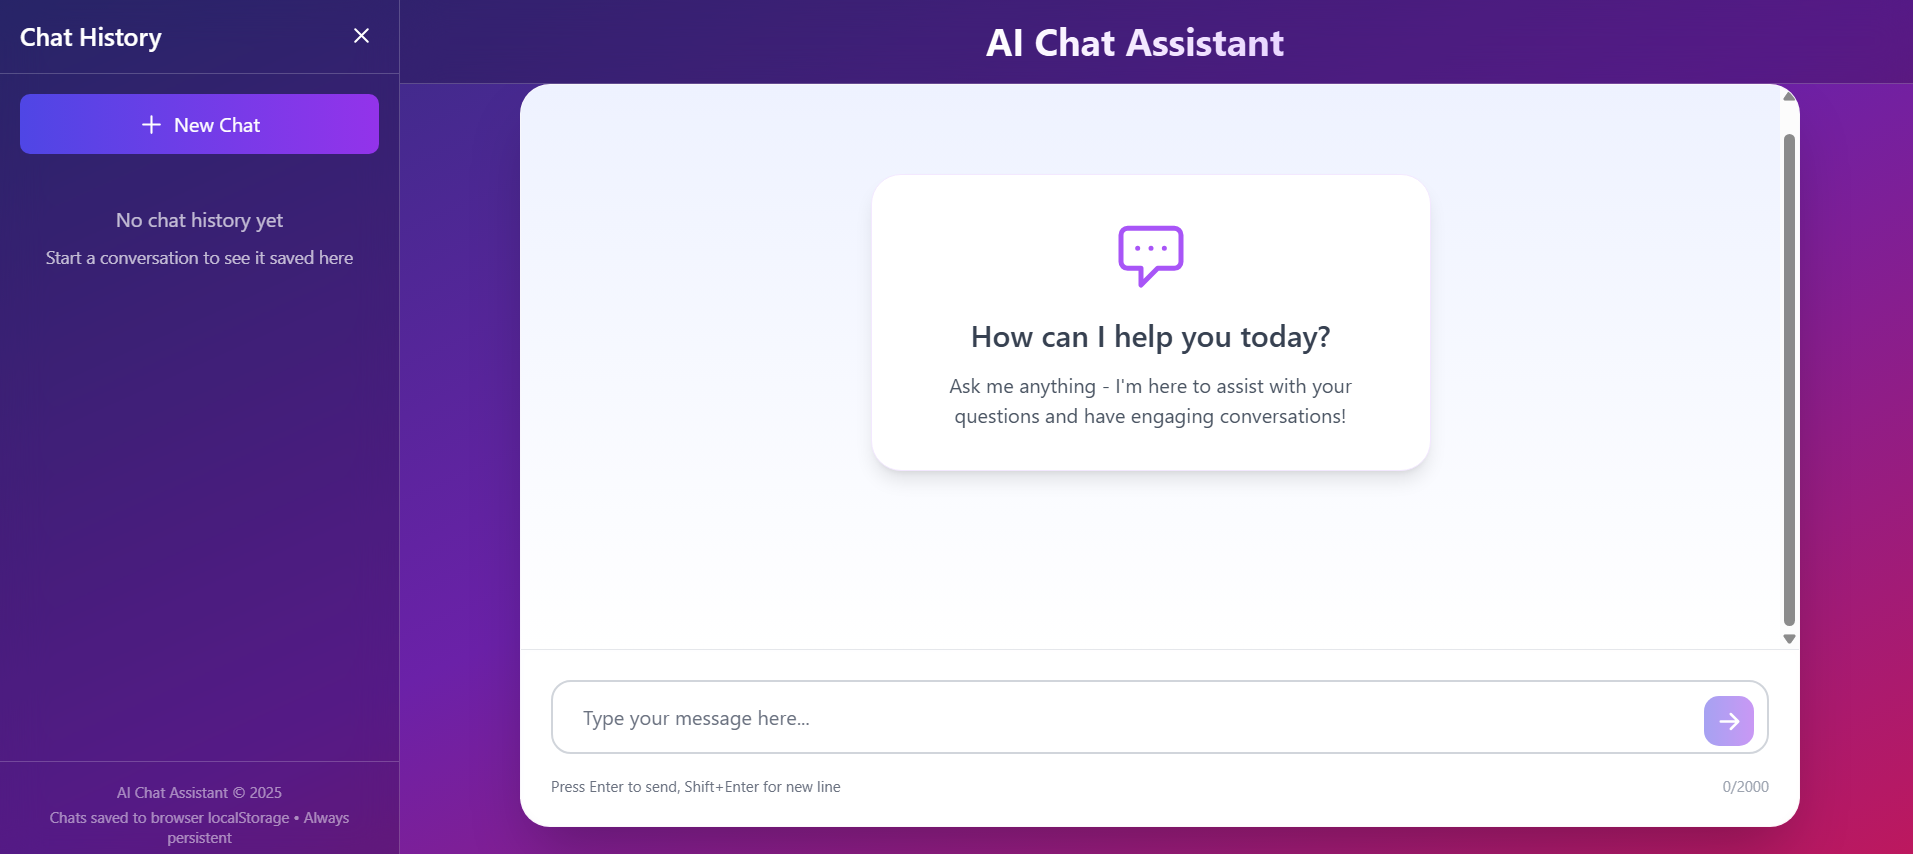 Chat History
New Chat
No chat history yet
Start a conversation to see it saved here
AI Chat Assistant © 2025
Chats saved to browser localStorage • Always
persistent
AI Chat Assistant
How can I help you today?
Ask me anything - I'm here to assist with your
questions and have engaging conversations!
Type your message here...
Press Enter to send, Shift+Enter for new line
0/2000